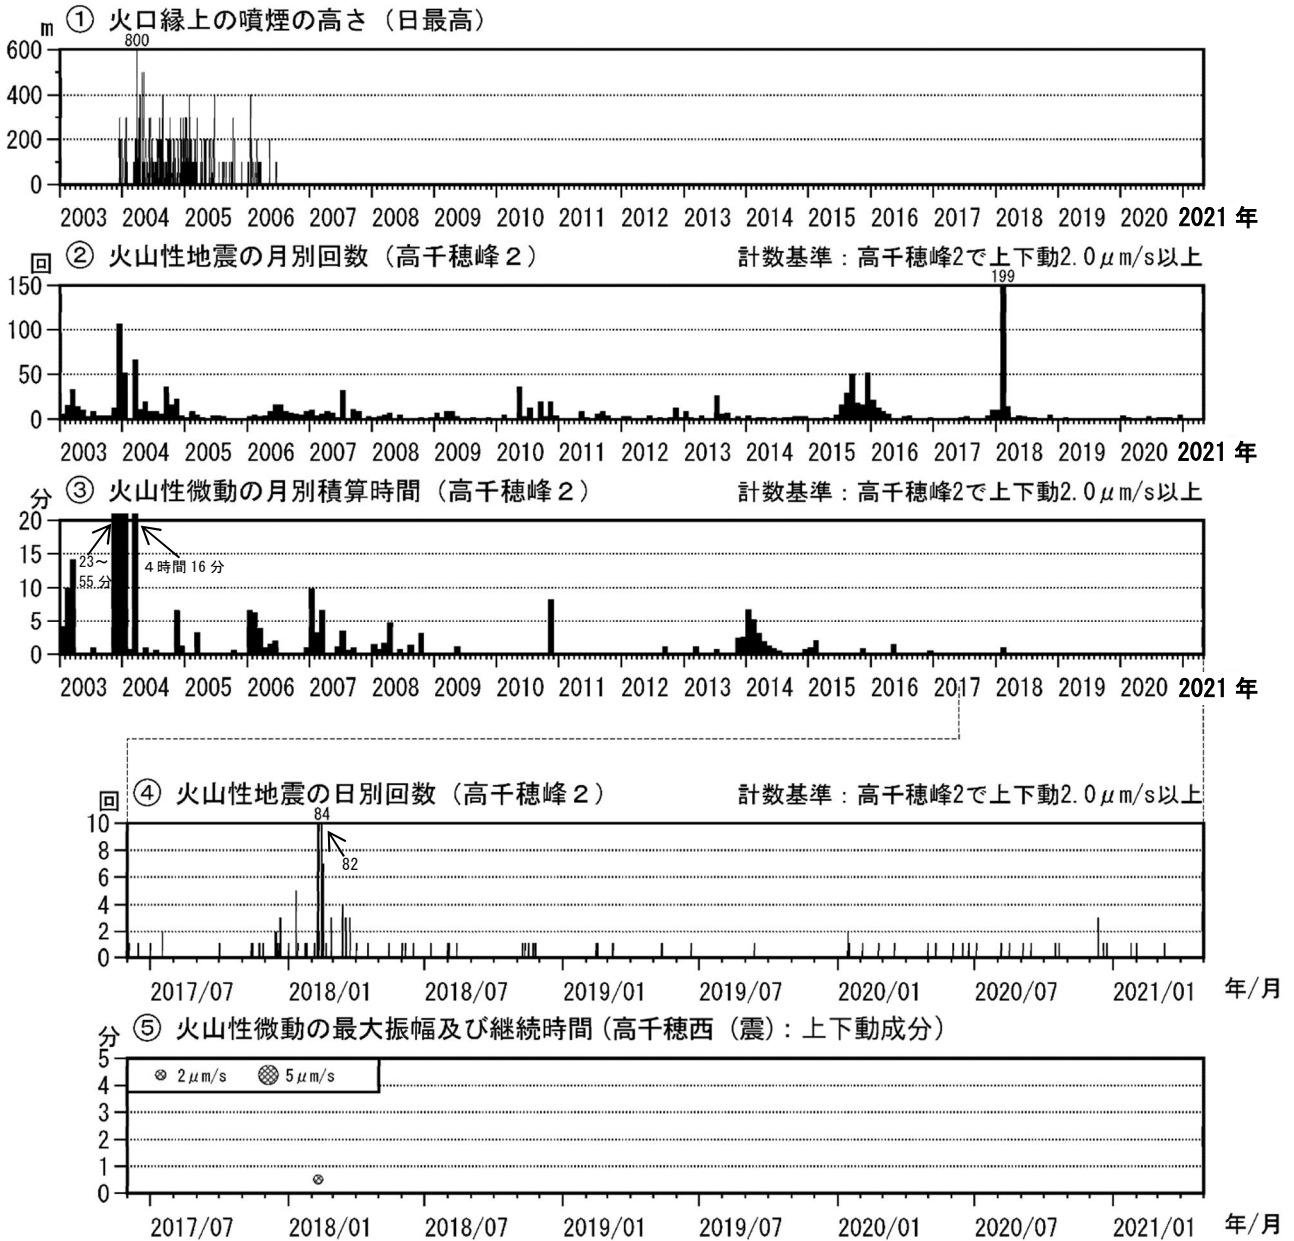 ① 火口縁上の噴煙の高さ（日最高）
m
800
600
400
200
0
2003 2004 2005 2006 2007 2008 2009 2010 2011 2012 2013 2014 2015 2016 2017 2018 2019 2020 2021 年
② 火山性地震の月別回数（高千穂峰２） 計数基準：高千穂峰2で上下動2.0μm/s以上
回
199
150
100
50
0
2003 2004 2005 2006 2007 2008 2009 2010 2011 2012 2013 2014 2015 2016 2017 2018 2019 2020 2021 年
③ 火山性微動の月別積算時間（高千穂峰２） 計数基準：高千穂峰2で上下動2.0μm/s以上
分
20
15
10
5
0
23～
55 分
４時間 16 分
2003 2004 2005 2006 2007 2008 2009 2010 2011 2012 2013 2014 2015 2016 2017 2018 2019 2020 2021 年
④ 火山性地震の日別回数（高千穂峰２） 計数基準：高千穂峰2で上下動2.0μm/s以上
回
84
82
10
8
6
4
2
0
2017/07 2018/01 2018/07 2019/01 2019/07 2020/01 2020/07 2021/01 年/月
⑤ 火山性微動の最大振幅及び継続時間（高千穂西（震）：上下動成分）
分
5
4
3
2
1
0
2μm/s 5μm/s
2017/07 2018/01 2018/07 2019/01 2019/07 2020/01 2020/07 2021/01 年/月